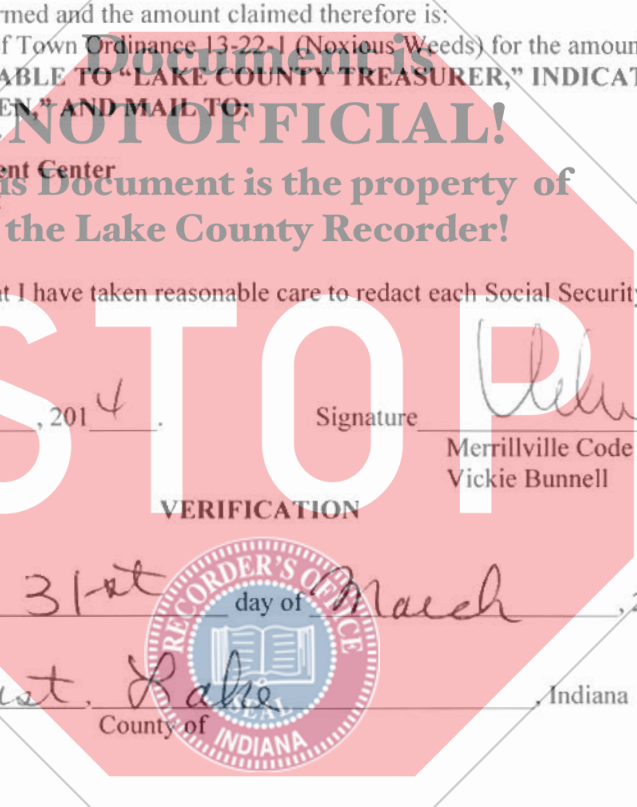 rmed and the amount claimed therefore is:
f Town Ordinance 13-22-1 (Noxious Weeds) for the amoun
Document is
ABLE TO “LAKE COUNTY TREASURER,” INDICAT
EN,” AND MAIL TO:
NOT OFFICIAL!
ent Center
is Document is the property of
the Lake County Recorder!
at I have taken reasonable care to redact each Social Security
STOP
, 2014.
Signature
Merrillville Code
Vickie Bunnell
VERIFICATION
31st day of March ,2
RECORDER'S OFFICE
SEAL
INDIANA
Lake , Indiana
County of